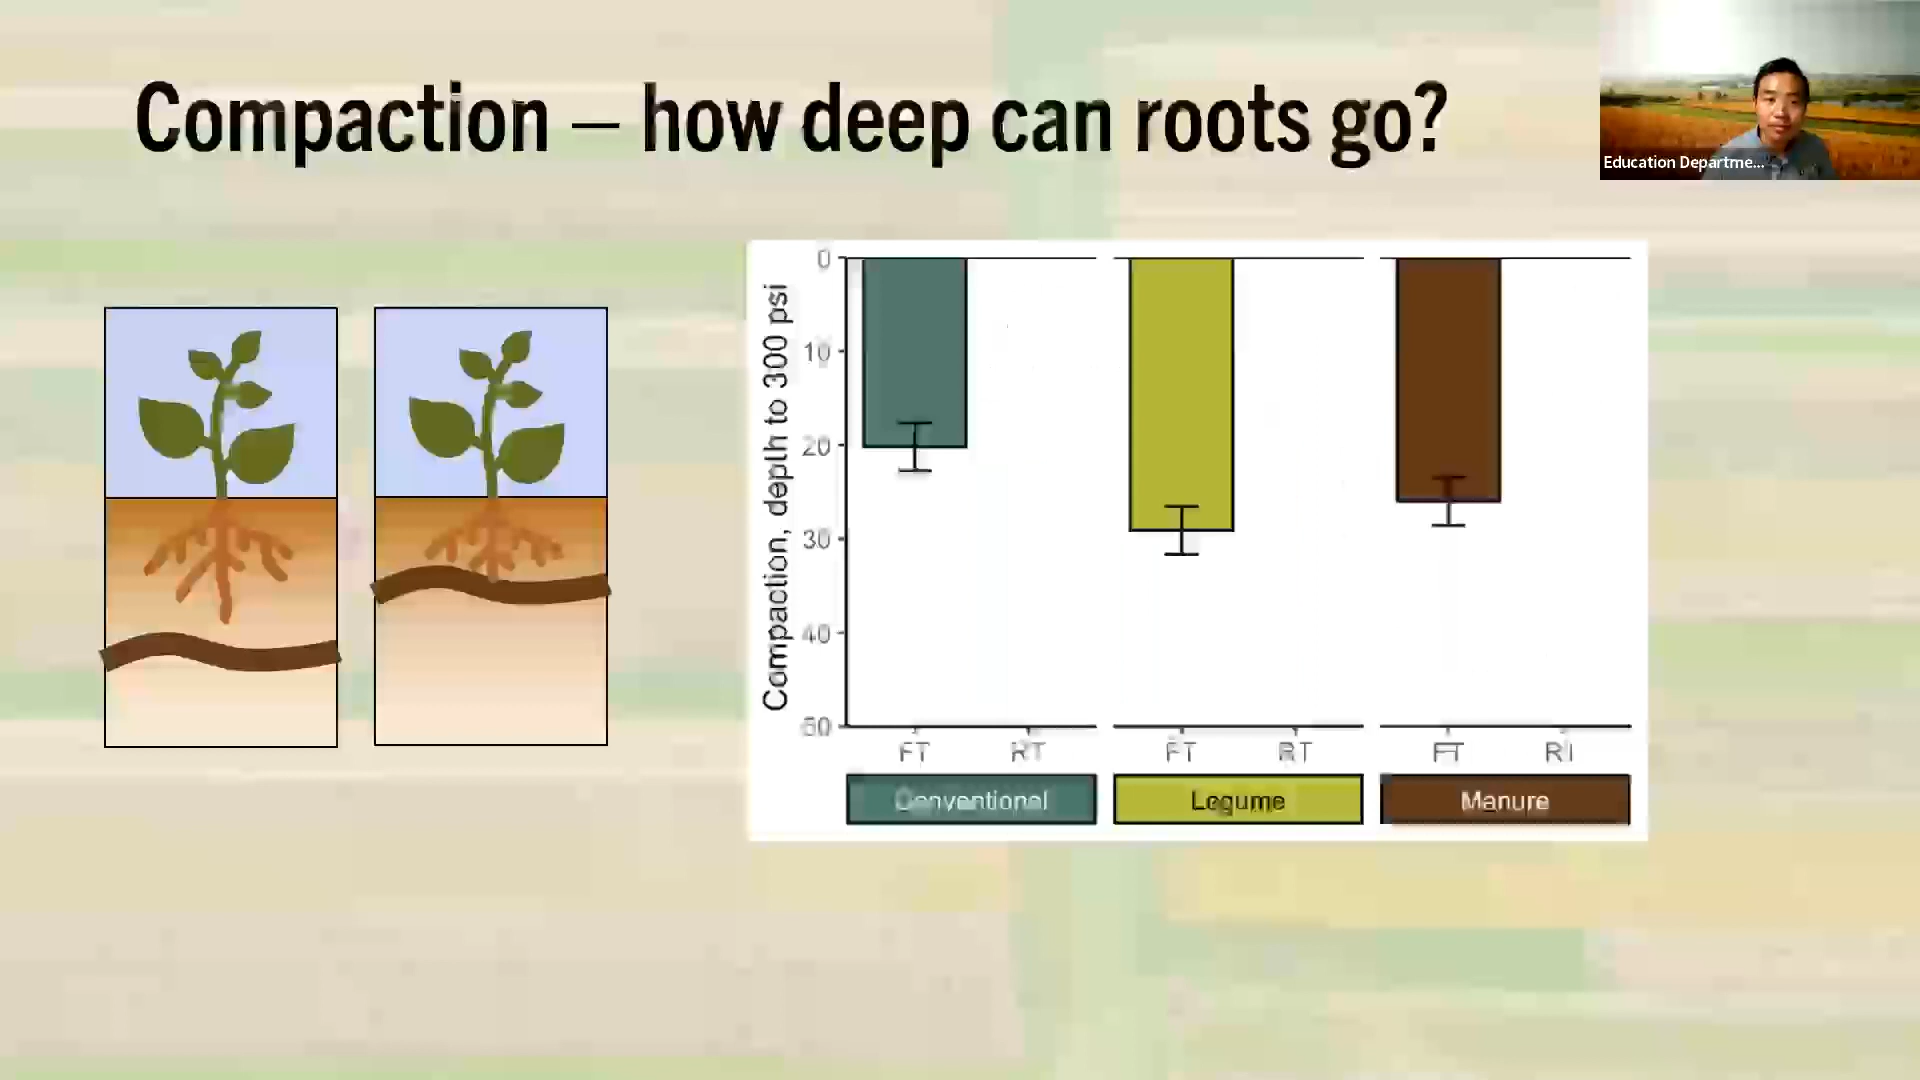 Compaction – how deep can roots go?
Education Departme...
Compaction, depth to 300 psi
0
10
20
30
40
50
FT RT FT RT FT
Conventional Legume Manure